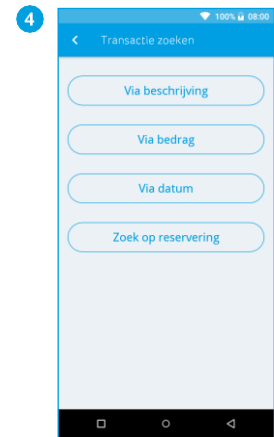 4
100% 08:00
Transactie zoeken
Via beschrijving
Via bedrag
Via datum
Zoek op reservering